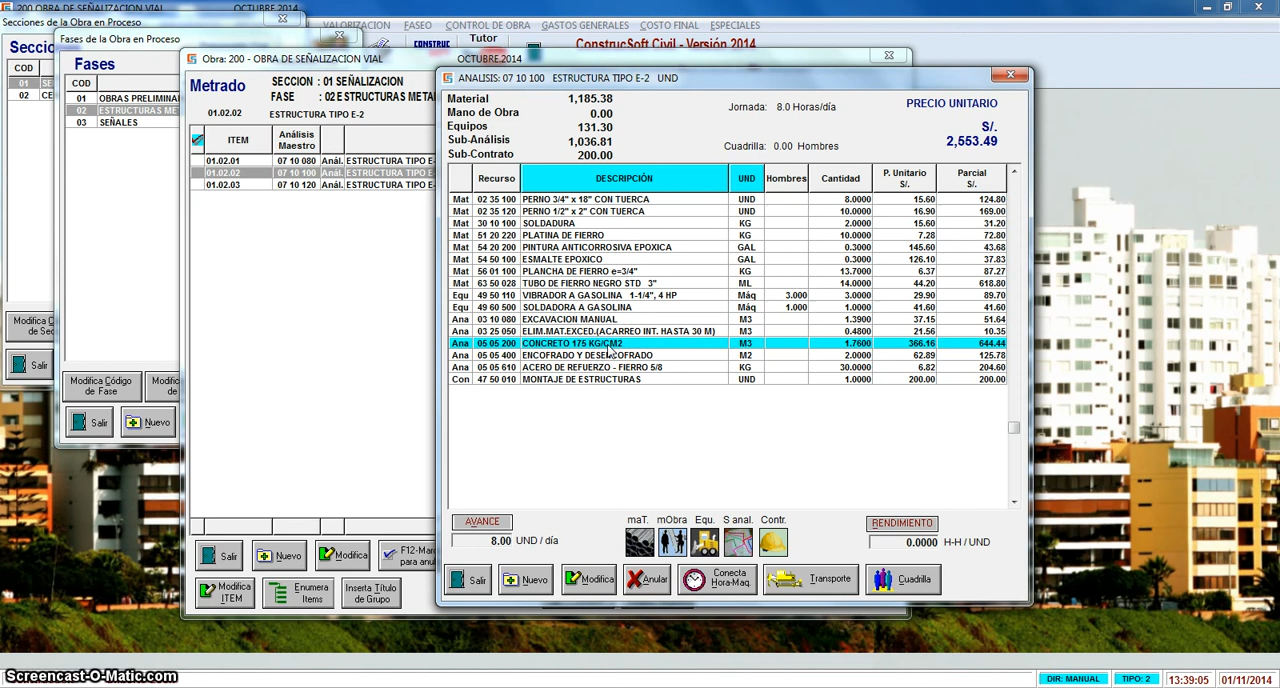 200 OBRA DE SEÑALIZACION VIAL OCTUBRE.2014
VALORIZACION FASEO CONTROL DE OBRA GASTOS GENERALES COSTO FINAL ESPECIALES
CONSTRUC Tutor
ConstrucSoft Civil - Versión 2014
Secciones de la Obra en Proceso
COD
01 SE
02 CE
Modifica C
de Sec
Salir
Fases de la Obra en Proceso
Fases
COD
01 OBRAS PRELIMINA
02 ESTRUCTURAS META
03 SEÑALES
Modifica Código
de Fase
Modific
de
Salir
Nuevo
Obra: 200 - OBRA DE SEÑALIZACION VIAL OCTUBRE.2014
Metrado
SECCION : 01 SEÑALIZACION
FASE : 02 ESTRUCTURAS METAL
01.02.02 ESTRUCTURA TIPO E-2
ITEM Análisis Maestro
01.02.01 07 10 080 Anál. ESTRUCTURA TIPO E-
01.02.02 07 10 100 Anál. ESTRUCTURA TIPO E-
01.02.03 07 10 120 Anál. ESTRUCTURA TIPO E-
Salir
Nuevo
Modifica
F12-Marc
para anul
Modifica
ITEM
Enumera
Items
Inserta Título
de Grupo
ANALISIS: 07 10 100 ESTRUCTURA TIPO E-2 UND
Material 1,185.38
Mano de Obra 0.00
Equipos 131.30
Sub-Análisis 1,036.81
Sub-Contrato 200.00
Jornada: 8.0 Horas/día
Cuadrilla: 0.00 Hombres
PRECIO UNITARIO
S/.
2,553.49
Recurso DESCRIPCIÓN UND Hombres Cantidad P. Unitario S/. Parcial S/.
Mat 02 35 100 PERNO 3/4" x 18" CON TUERCA UND 8.0000 15.60 124.80
Mat 02 35 120 PERNO 1/2" x 2" CON TUERCA UND 10.0000 16.90 169.00
Mat 30 10 100 SOLDADURA KG 2.0000 15.60 31.20
Mat 51 20 220 PLATINA DE FIERRO KG 10.0000 7.28 72.80
Mat 54 20 200 PINTURA ANTICORROSIVA EPOXICA GAL 0.3000 145.60 43.68
Mat 54 50 100 ESMALTE EPOXICO GAL 0.3000 126.10 37.83
Mat 56 01 100 PLANCHA DE FIERRO e=3/4" KG 13.7000 6.37 87.27
Mat 63 50 028 TUBO DE FIERRO NEGRO STD 3" ML 14.0000 44.20 618.80
Equ 49 50 110 VIBRADOR A GASOLINA 1-1/4", 4 HP Máq 3.000 3.0000 29.90 89.70
Equ 49 60 500 SOLDADORA A GASOLINA Máq 1.000 1.0000 41.60 41.60
Ana 03 10 080 EXCAVACION MANUAL M3 1.3900 37.15 51.64
Ana 03 25 050 ELIM.MAT.EXCED.(ACARREO INT. HASTA 30 M) M3 0.4800 21.56 10.35
Ana 05 05 200 CONCRETO 175 KG/CM2 M3 1.7600 366.16 644.44
Ana 05 05 400 ENCOFRADO Y DESENCOFRADO M2 2.0000 62.89 125.78
Ana 05 05 610 ACERO DE REFUERZO - FIERRO 5/8 KG 30.0000 6.82 204.60
Con 47 50 010 MONTAJE DE ESTRUCTURAS UND 1.0000 200.00 200.00
AVANCE
8.00 UND / día
maT. mObra Equ. S anal. Contr.
RENDIMIENTO
0.0000 H-H / UND
Salir
Nuevo
Modifica
Anular
Conecta
Hora-Maq.
Transporte
Cuadrilla
Screencast-O-Matic.com
DIR: MANUAL TIPO: 2 13:39:05 01/11/2014